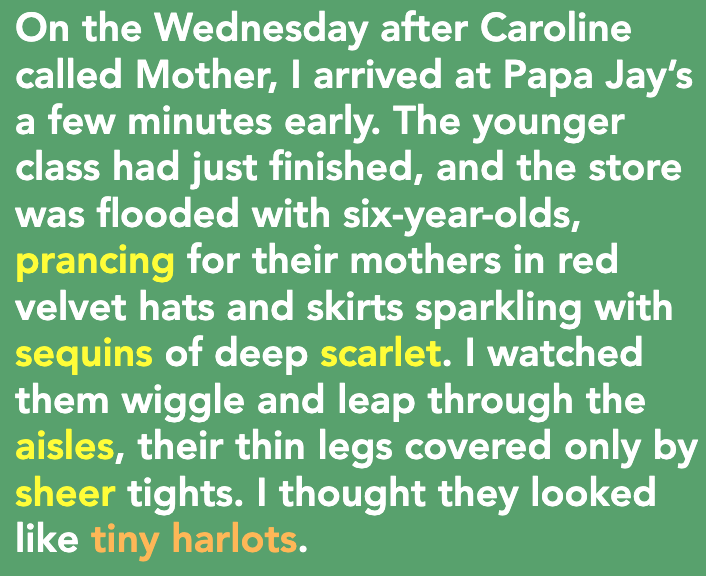 On the Wednesday after Caroline
called Mother, I arrived at Papa Jay’s
a few minutes early. The younger
class had just finished, and the store
was flooded with six-year-olds,
prancing for their mothers in red
velvet hats and skirts sparkling with
sequins of deep scarlet. I watched
them wiggle and leap through the
aisles, their thin legs covered only by
sheer tights. I thought they looked
like tiny harlots.